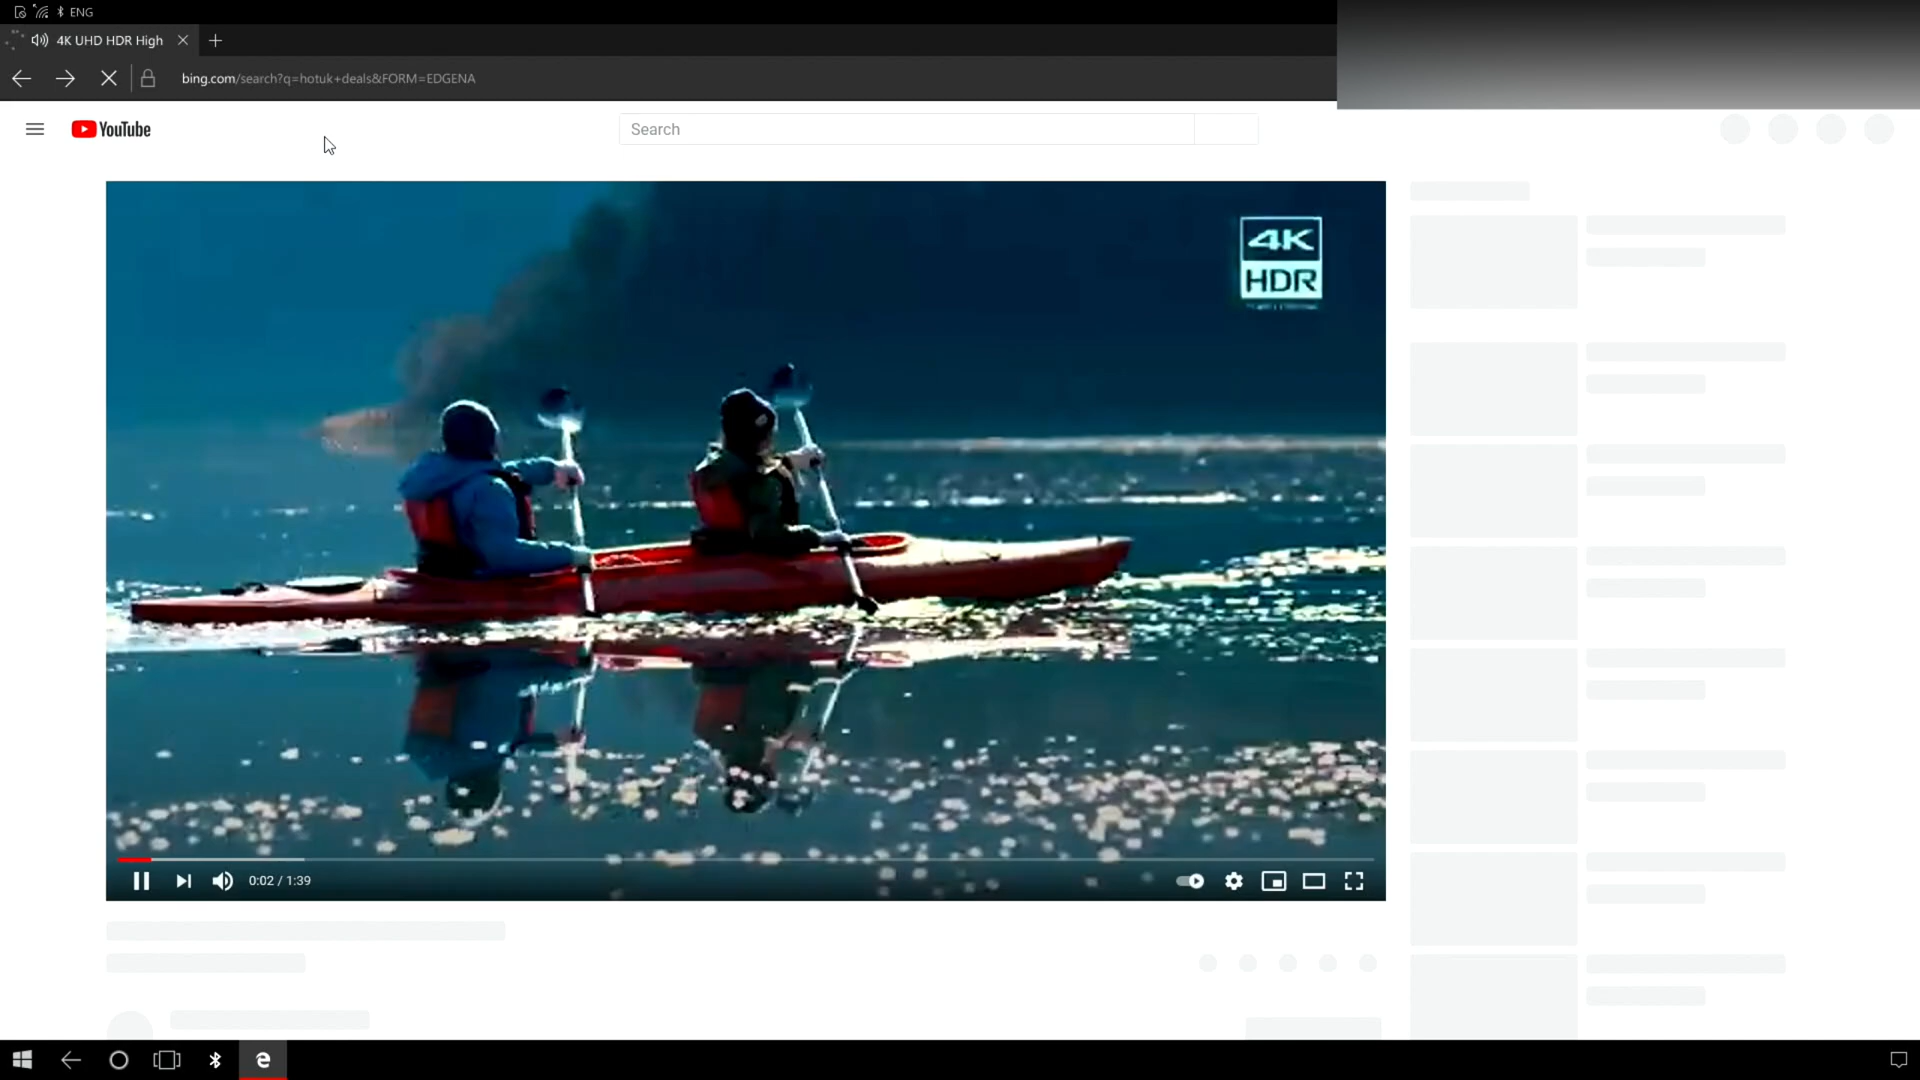 ENG
4K UHD HDR High
bing.com/search?q=hotuk+deals&FORM=EDGENA
YouTube
Search
4K
HDR
0:02 / 1:39